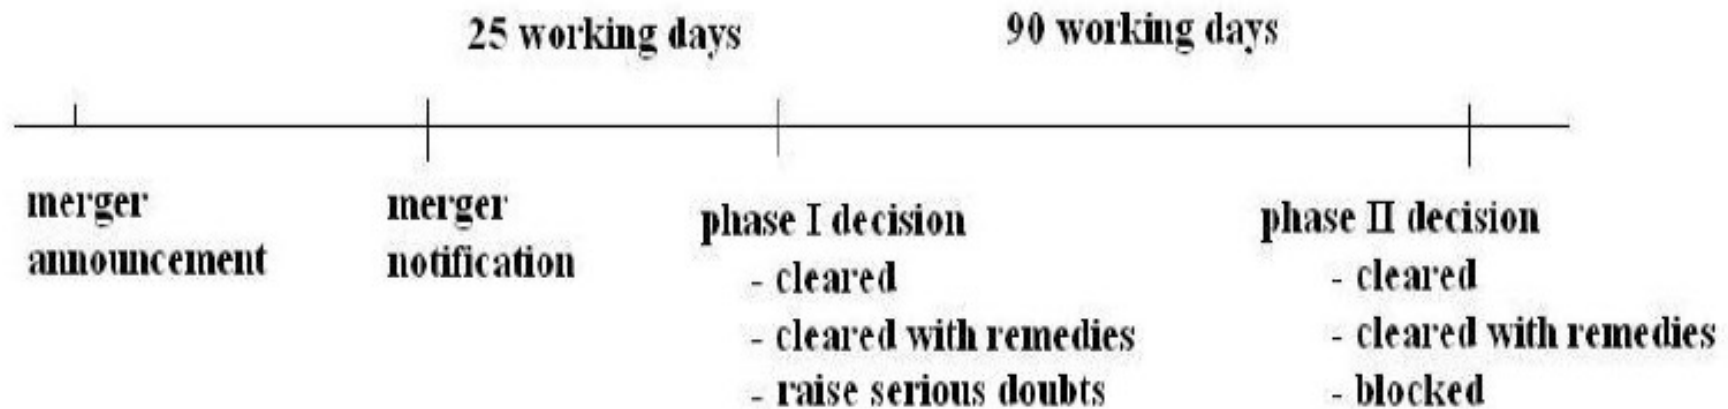 25 working days
90 working days
merger
announcement
merger
notification
phase I decision
- cleared
- cleared with remedies
- raise serious doubts
phase II decision
- cleared
- cleared with remedies
- blocked